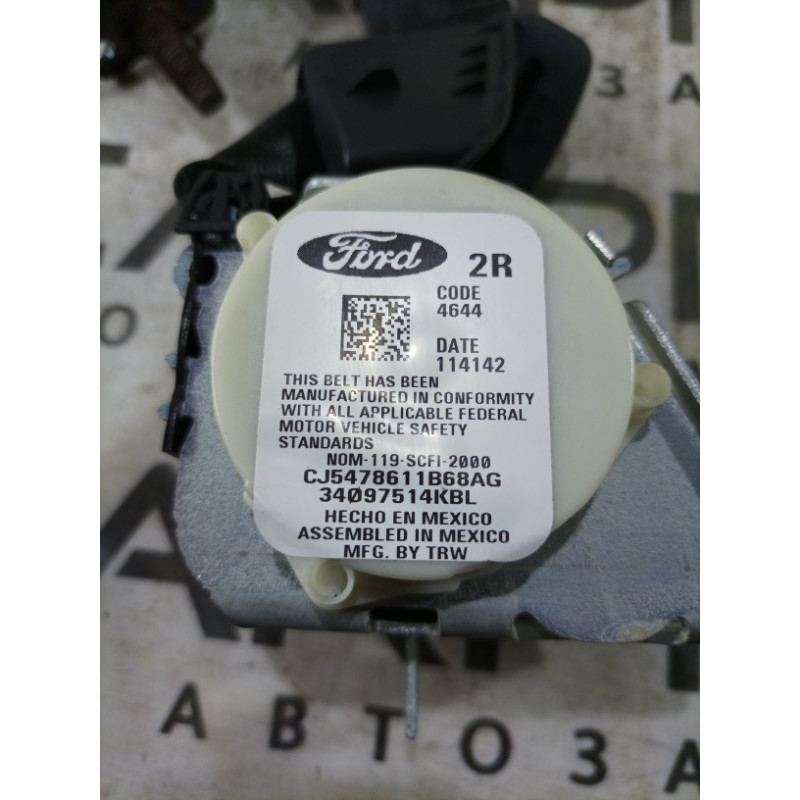 Ford
2R
CODE
4644
DATE
114142
THIS BELT HAS BEEN
MANUFACTURED IN CONFORMITY
WITH ALL APPLICABLE FEDERAL
MOTOR VEHICLE SAFETY
STANDARDS
NOM-119-SCFI-2000
CJ5478611B68AG
34097514KBL
HECHO EN MEXICO
ASSEMBLED IN MEXICO
MFG. BY TRW
АВТОЗА